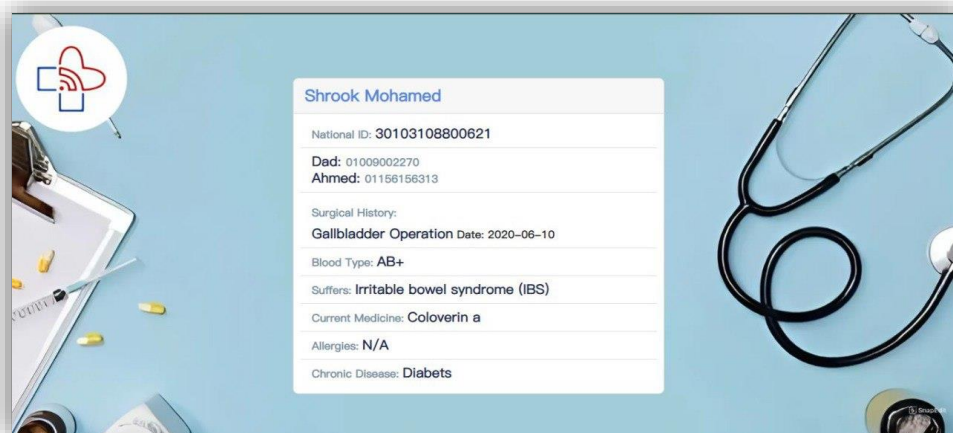 Shrook Mohamed
National ID: 30103108800621
Dad: 01009002270
Ahmed: 01156156313
Surgical History:
Gallbladder Operation Date: 2020-06-10
Blood Type: AB+
Suffers: Irritable bowel syndrome (IBS)
Current Medicine: Coloverin a
Allergies: N/A
Chronic Disease: Diabets